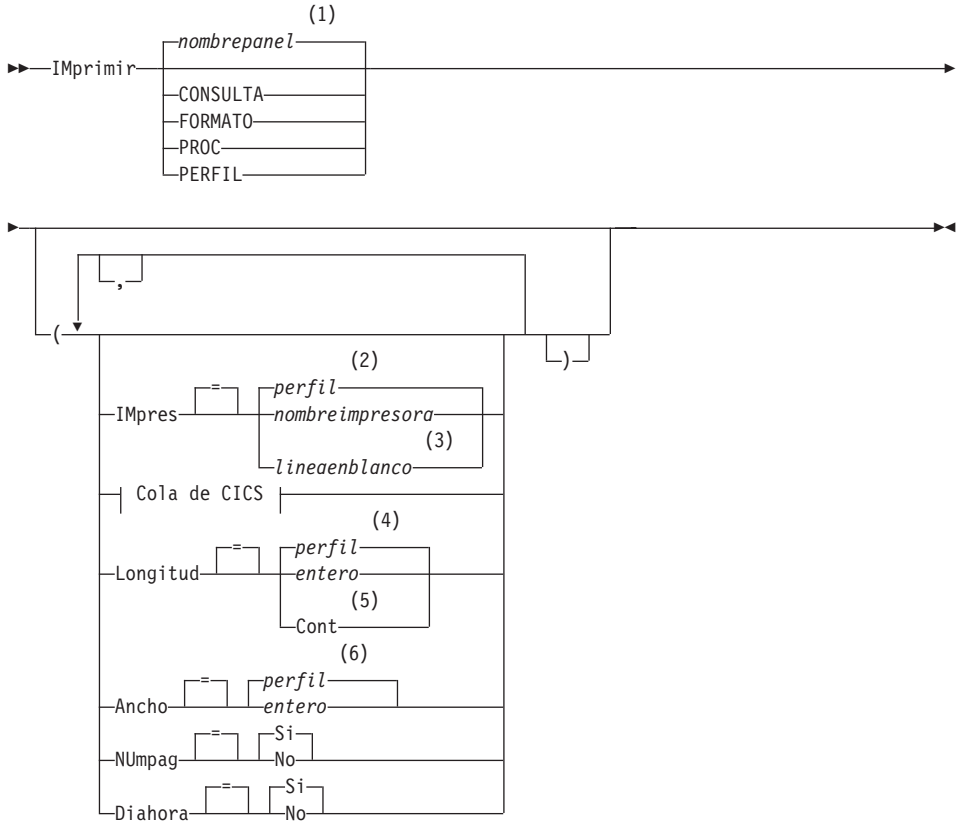 (1)
nombrepanel
IMprimir
CONSULTA
FORMATO
PROC
PERFIL
,
(
)
(2)
IMpres = perfil
nombreimpresora
(3)
lineaenblanco
Cola de CICS
(4)
Longitud = perfil
entero
(5)
Cont
(6)
Ancho = perfil
entero
NUmpag = Si
No
Diahora = Si
No